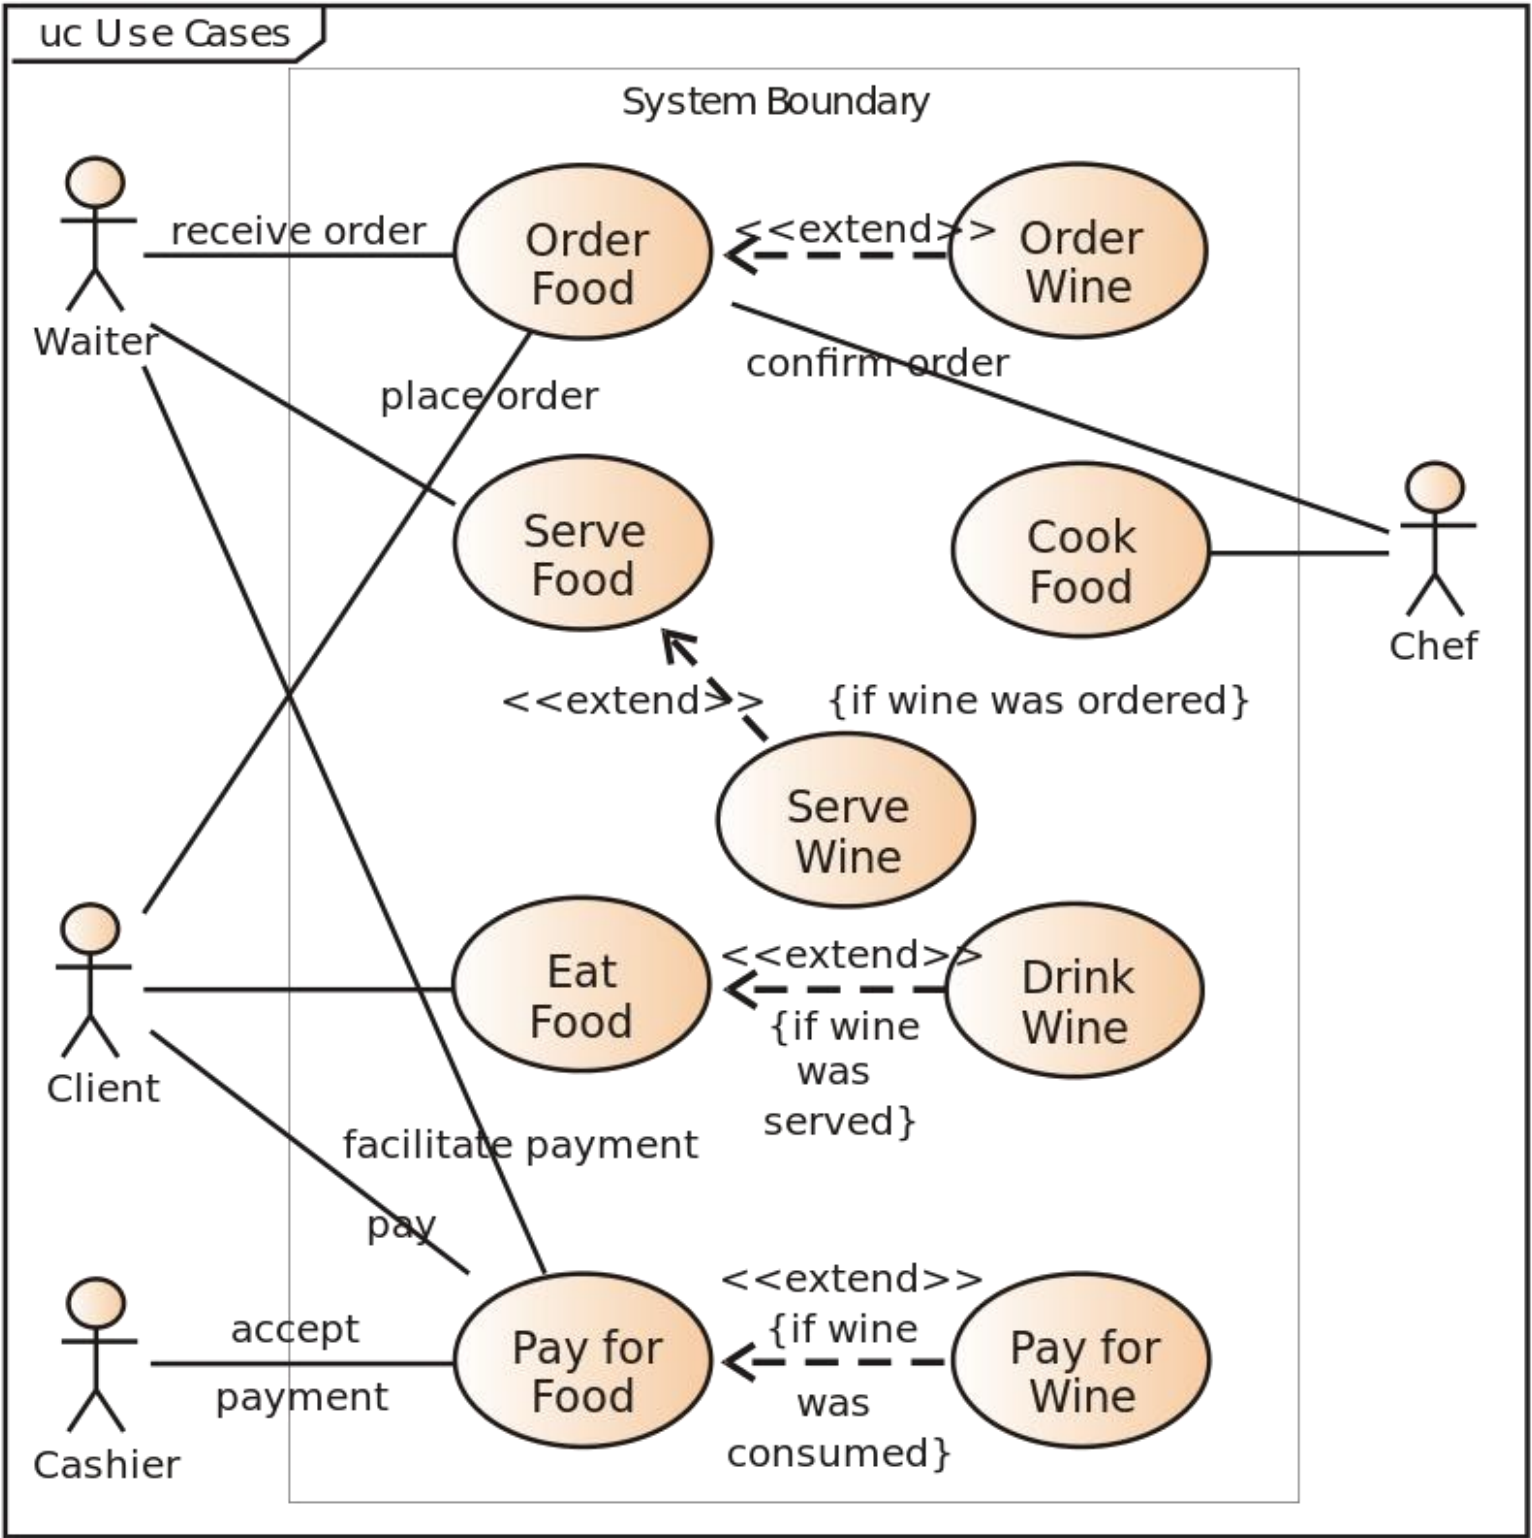 uc Use Cases
System Boundary
receive order
Order
Food
<<extend>>
Order
Wine
Waiter
confirm order
place order
Serve
Food
Cook
Food
Chef
<<extend>>
{if wine was ordered}
Serve
Wine
Eat
Food
<<extend>>
{if wine
was
served}
Drink
Wine
Client
facilitate payment
pay
accept
payment
Cashier
Pay for
Food
<<extend>>
{if wine
was
consumed}
Pay for
Wine